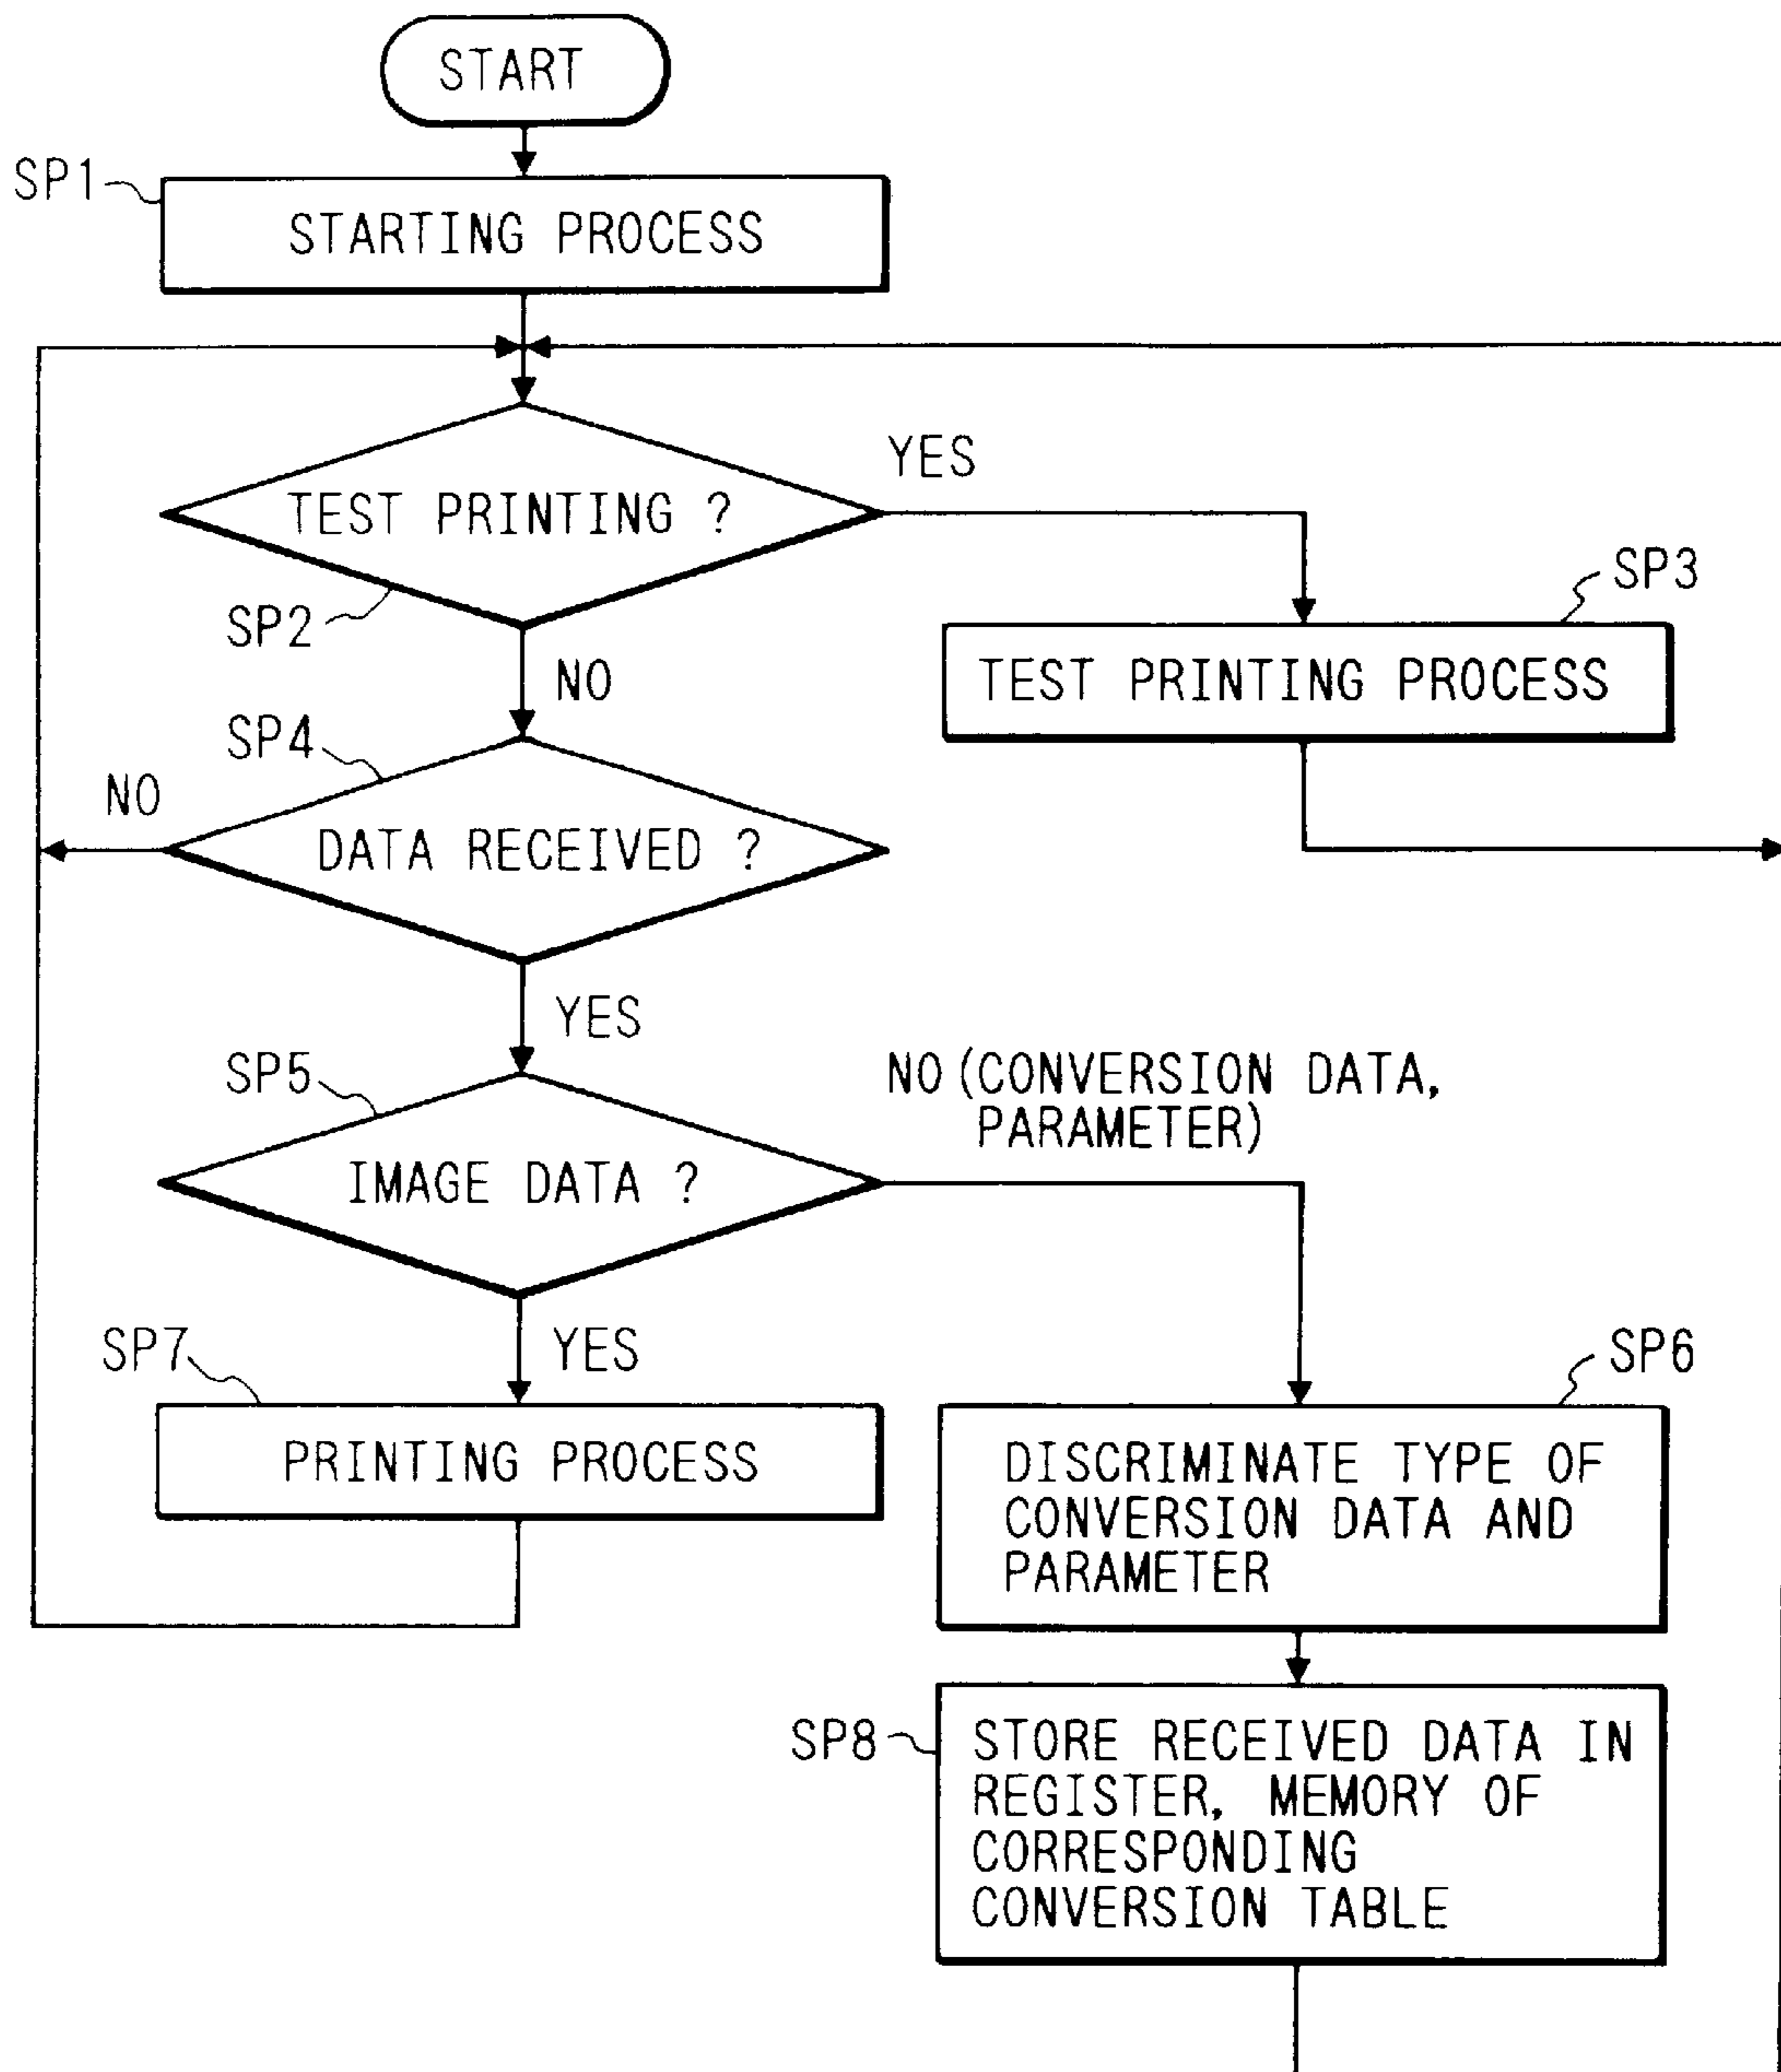 START
SP1
STARTING PROCESS
YES
TEST PRINTING ?
SP3
SP2
TEST PRINTING PROCESS
NO
SP4
NO
DATA RECEIVED ?
YES
SP5
NO (CONVERSION DATA,
PARAMETER)
IMAGE DATA ?
SP7
YES
SP6
PRINTING PROCESS
DISCRIMINATE TYPE OF
CONVERSION DATA AND
PARAMETER
SP8
STORE RECEIVED DATA IN
REGISTER, MEMORY OF
CORRESPONDING
CONVERSION TABLE